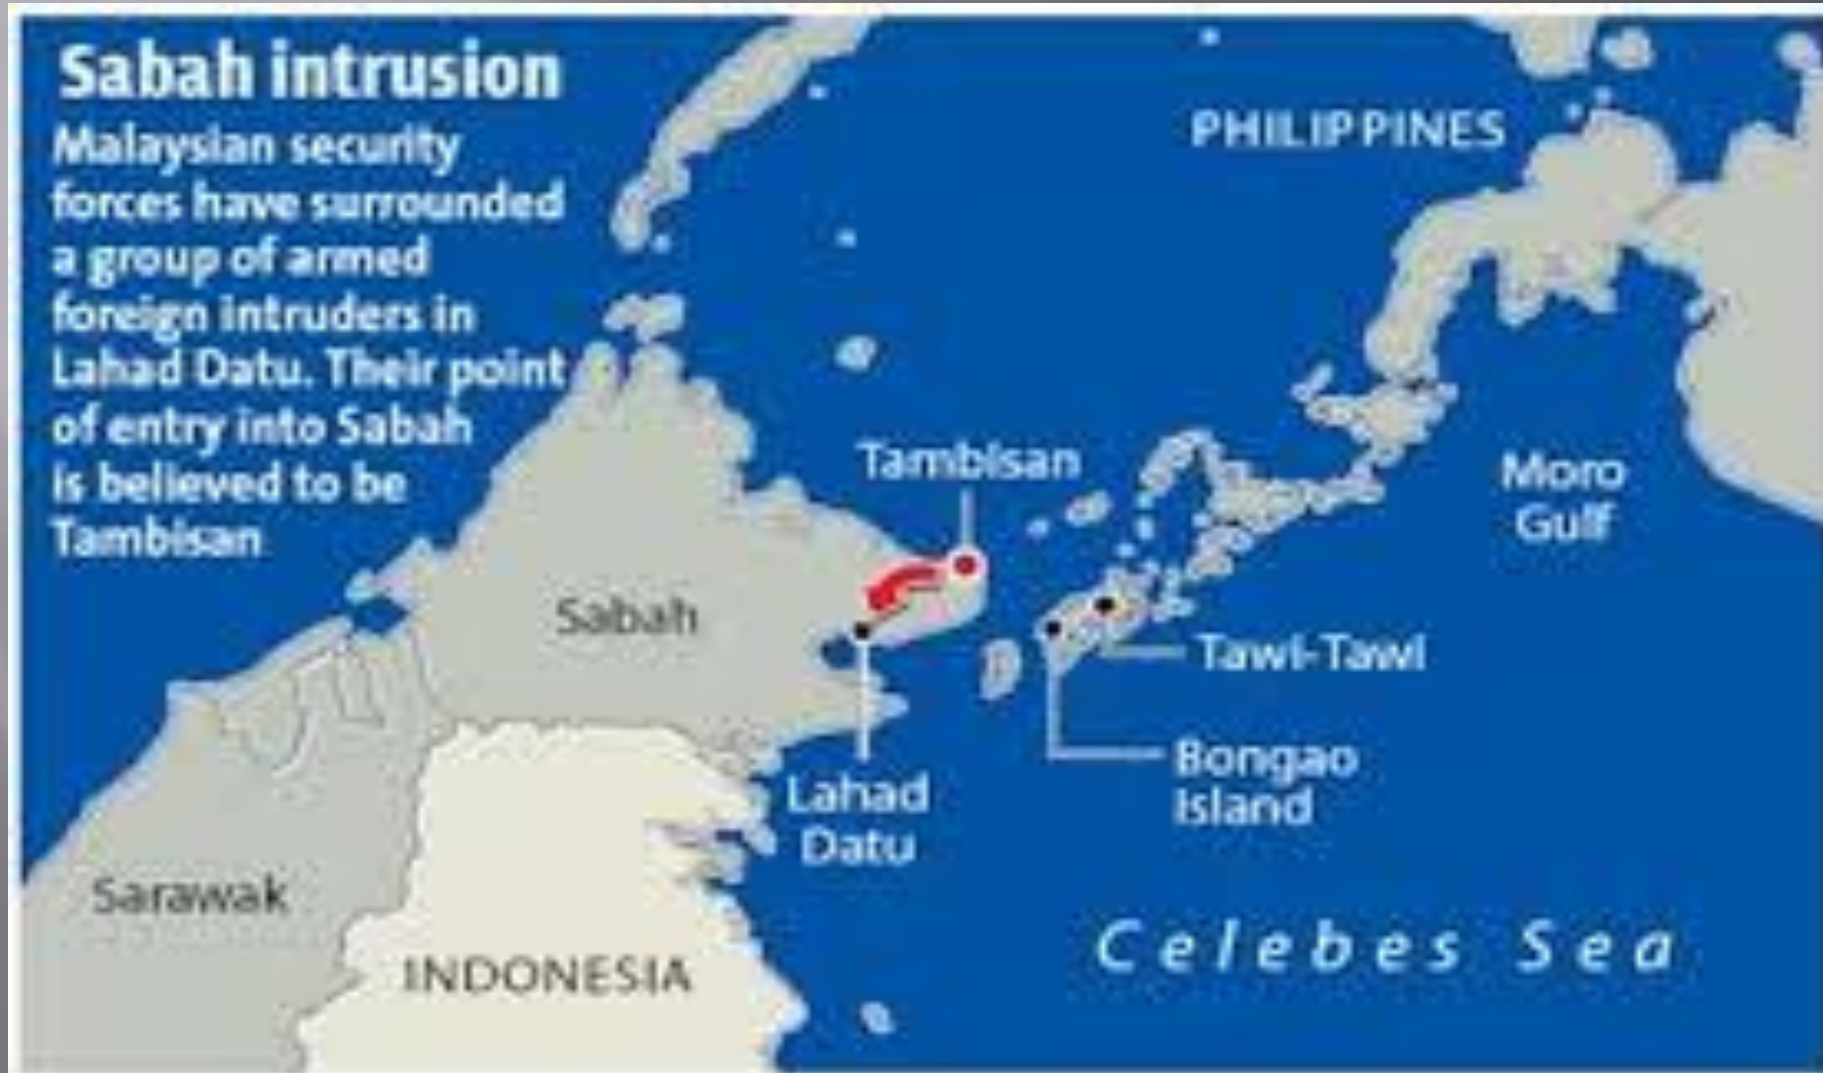 Sabah intrusion
Malaysian security
forces have surrounded
a group of armed
foreign intruders in
Lahad Datu. Their point
of entry into Sabah
is believed to be
Tambisan
PHILIPPINES
Tambisan
Moro
Gulf
Sabah
Tawi-Tawi
Bongao
Island
Lahad
Datu
Sarawak
INDONESIA
Celebes Sea